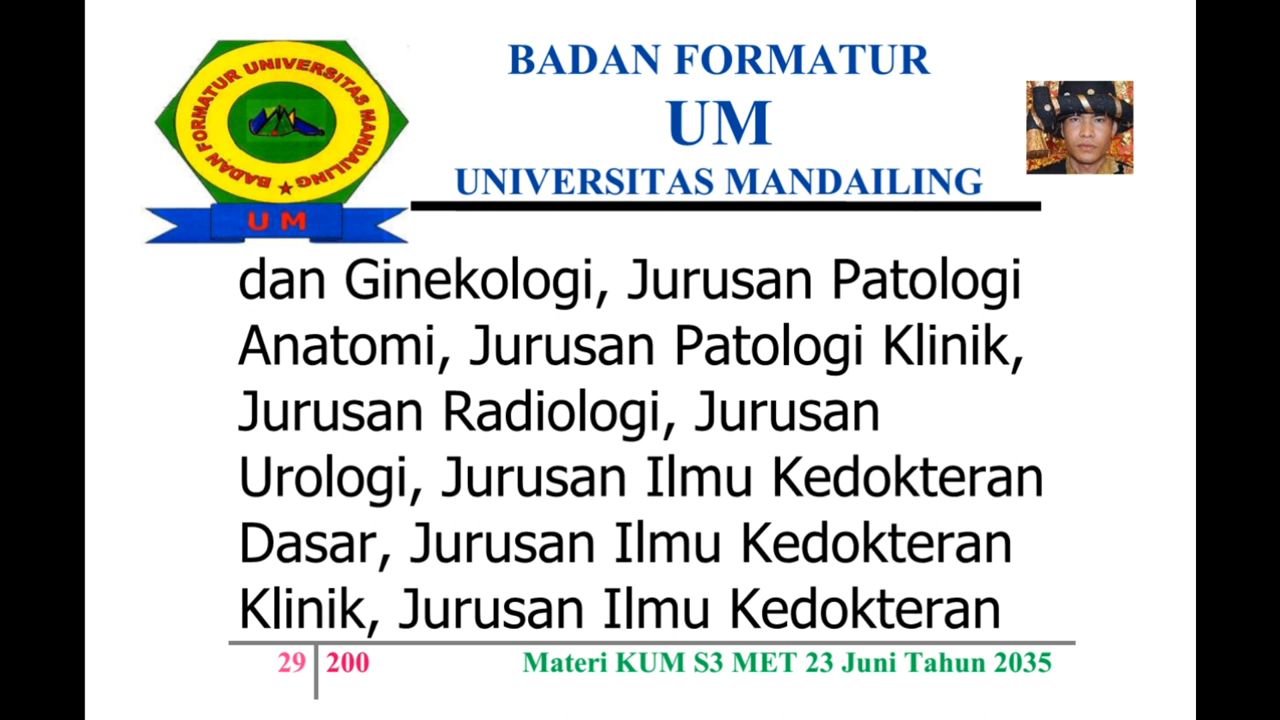 BADAN FORMATUR UNIVERSITAS MANDAILING
U M
BADAN FORMATUR
UM
UNIVERSITAS MANDAILING
dan Ginekologi, Jurusan Patologi
Anatomi, Jurusan Patologi Klinik,
Jurusan Radiologi, Jurusan
Urologi, Jurusan Ilmu Kedokteran
Dasar, Jurusan Ilmu Kedokteran
Klinik, Jurusan Ilmu Kedokteran
29 200 Materi KUM S3 MET 23 Juni Tahun 2035